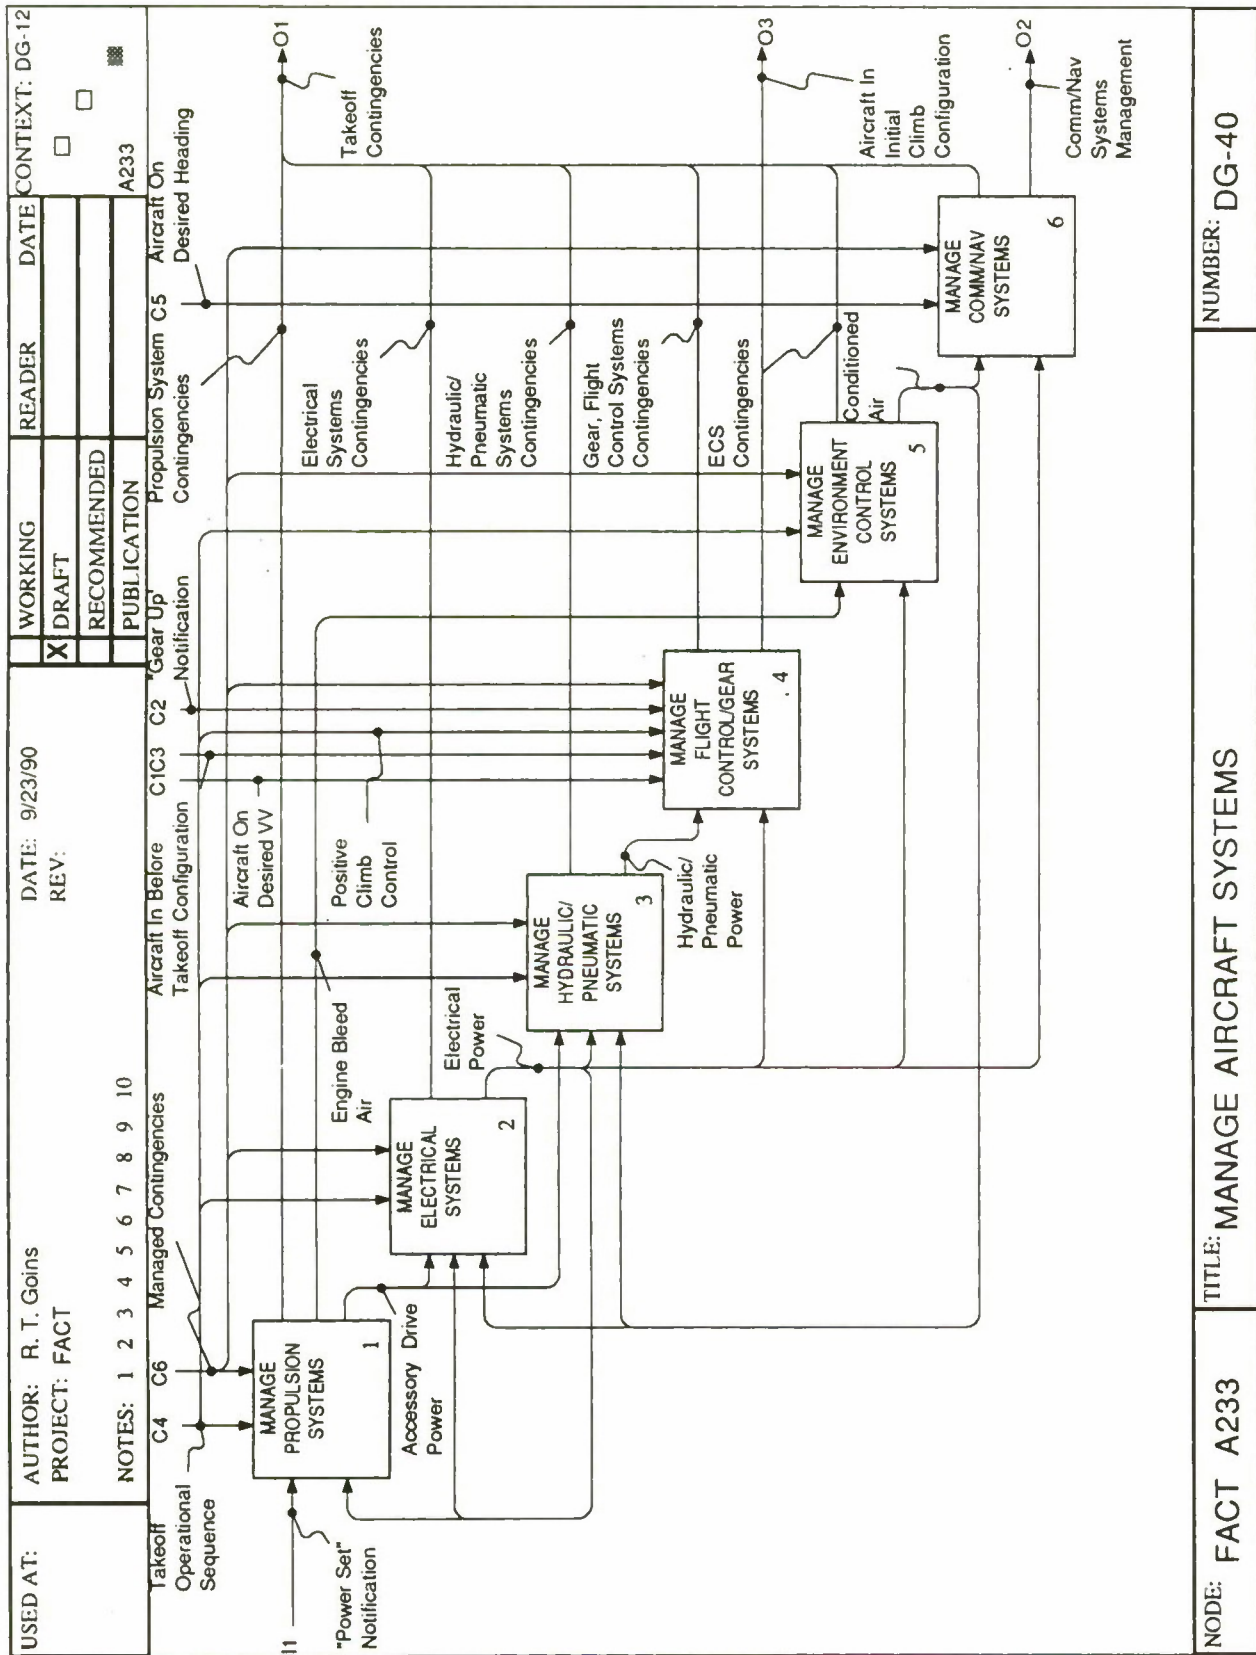 USED AT:
AUTHOR: R. T. Goins
PROJECT: FACT
NOTES: 1 2 3 4 5 6 7 8 9 10
DATE: 9/23/90
REV:
WORKING
X DRAFT
RECOMMENDED
PUBLICATION
READER DATE
CONTEXT: DG-12
A233
Takeoff
Operational
Sequence
C4
C6
Managed Contingencies
Aircraft In Before
Takeoff Configuration
C1C3
C2
"Gear Up'
Notification
Propulsion System
Contingencies
C5
Aircraft On
Desired Heading
I1
"Power Set"
Notification
MANAGE
PROPULSION
SYSTEMS
1
Accessory Drive
Power
MANAGE
ELECTRICAL
SYSTEMS
2
Engine Bleed
Air
Electrical
Power
Aircraft On
Desired VV
Positive
Climb
Control
MANAGE
HYDRAULIC/
PNEUMATIC
SYSTEMS
3
Hydraulic/
Pneumatic
Power
MANAGE
FLIGHT
CONTROL/GEAR
SYSTEMS
4
Electrical
Systems
Contingencies
Hydraulic/
Pneumatic
Systems
Contingencies
Gear, Flight
Control Systems
Contingencies
ECS
Contingencies
MANAGE
ENVIRONMENT
CONTROL
SYSTEMS
5
Conditioned
Air
MANAGE
COMM/NAV
SYSTEMS
6
O1
Takeoff
Contingencies
O3
Aircraft In
Initial
Climb
Configuration
O2
Comm/Nav
Systems
Management
NODE: FACT A233
TITLE: MANAGE AIRCRAFT SYSTEMS
NUMBER: DG-40